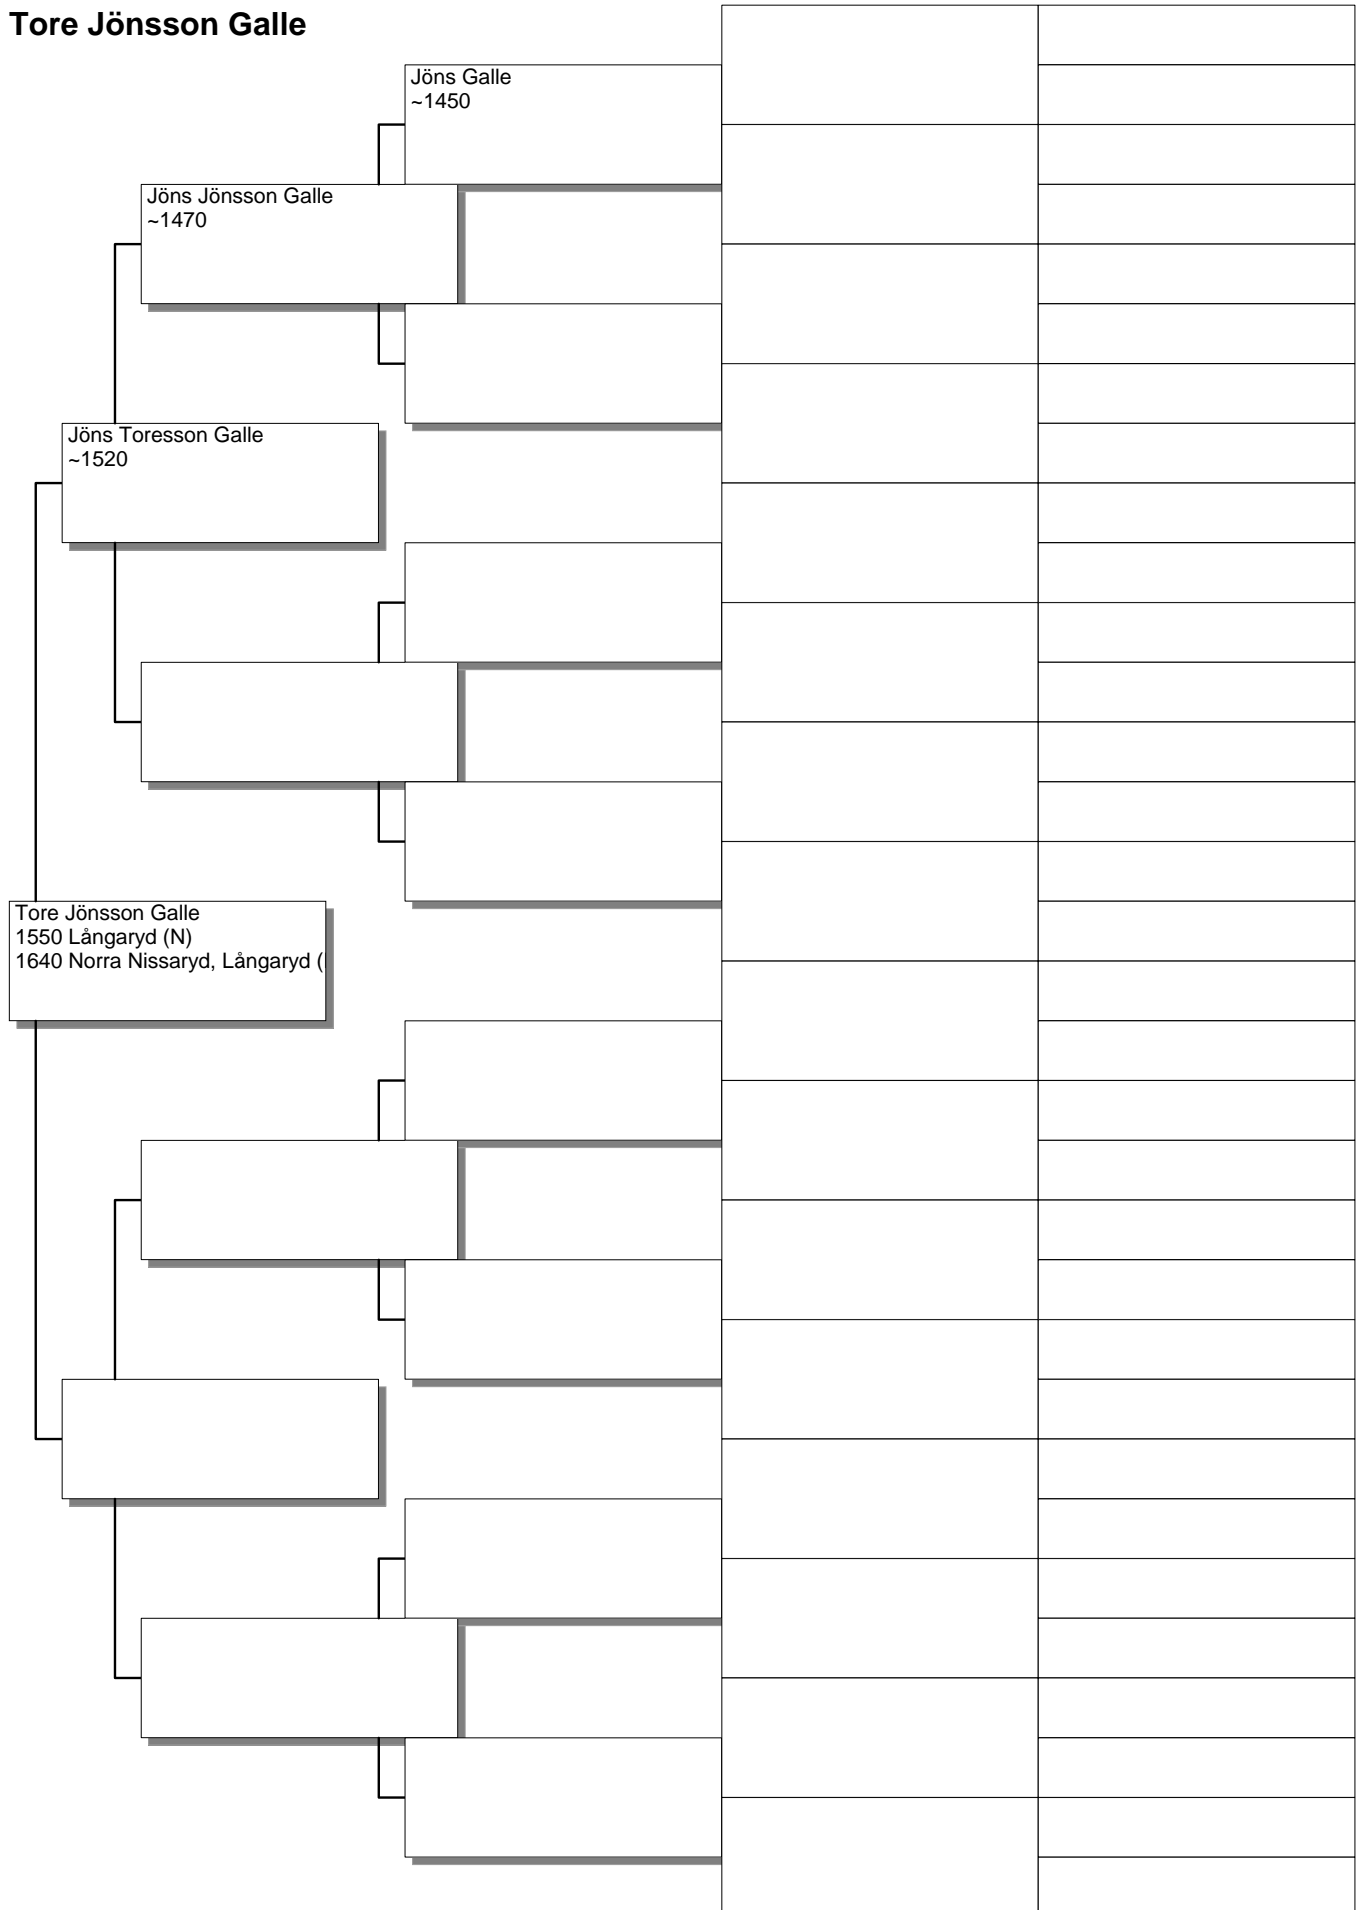 Tore Jönsson Galle
Jöns Galle
~1450
Jöns Jönsson Galle
~1470
Jöns Toresson Galle
~1520
Tore Jönsson Galle
1550 Långaryd (N)
1640 Norra Nissaryd, Långaryd (